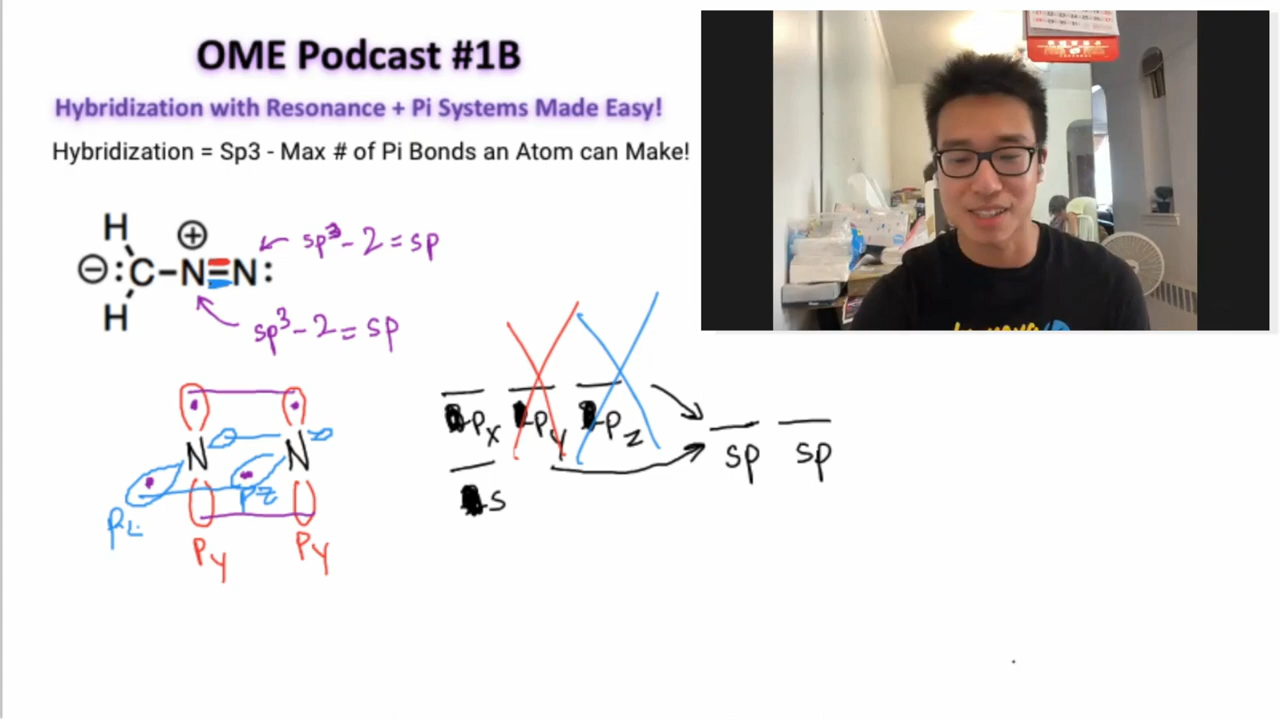 OME Podcast #1B
Hybridization with Resonance + Pi Systems Made Easy!
Hybridization = Sp3 - Max # of Pi Bonds an Atom can Make!
H
⊕
sp³-2=sp
⊖:C-N≡N:
H
sp³-2=sp
N N
Pz
Py Py
Px Py Pz
sp sp
s